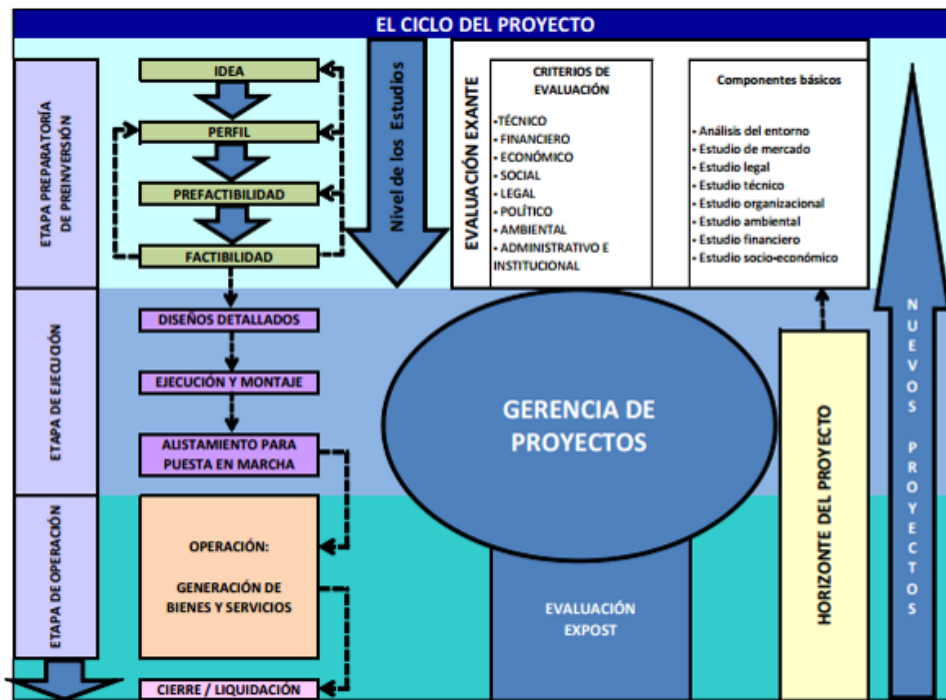 EL CICLO DEL PROYECTO
ETAPA PREPARATORÍA
DE PREINVERSIÓN
IDEA
PERFIL
PREFACTIBILIDAD
FACTIBILIDAD
Nivel de los Estudios
EVALUACIÓN EXANTE
CRITERIOS DE
EVALUACIÓN
•TÉCNICO
• FINANCIERO
• ECONÓMICO
• SOCIAL
• LEGAL
• POLÍTICO
• AMBIENTAL
• ADMINISTRATIVO E
INSTITUCIONAL
Componentes básicos
• Análisis del entorno
• Estudio de mercado
• Estudio legal
• Estudio técnico
• Estudio organizacional
• Estudio ambiental
• Estudio financiero
• Estudio socio-económico
ETAPA DE EJECUCIÓN
DISEÑOS DETALLADOS
EJECUCIÓN Y MONTAJE
ALISTAMIENTO PARA
PUESTA EN MARCHA
GERENCIA DE
PROYECTOS
HORIZONTE DEL PROYECTO
NUEVOS PROYECTOS
ETAPA DE OPERACIÓN
OPERACIÓN:
GENERACIÓN DE
BIENES Y SERVICIOS
EVALUACIÓN
EXPOST
CIERRE / LIQUIDACIÓN